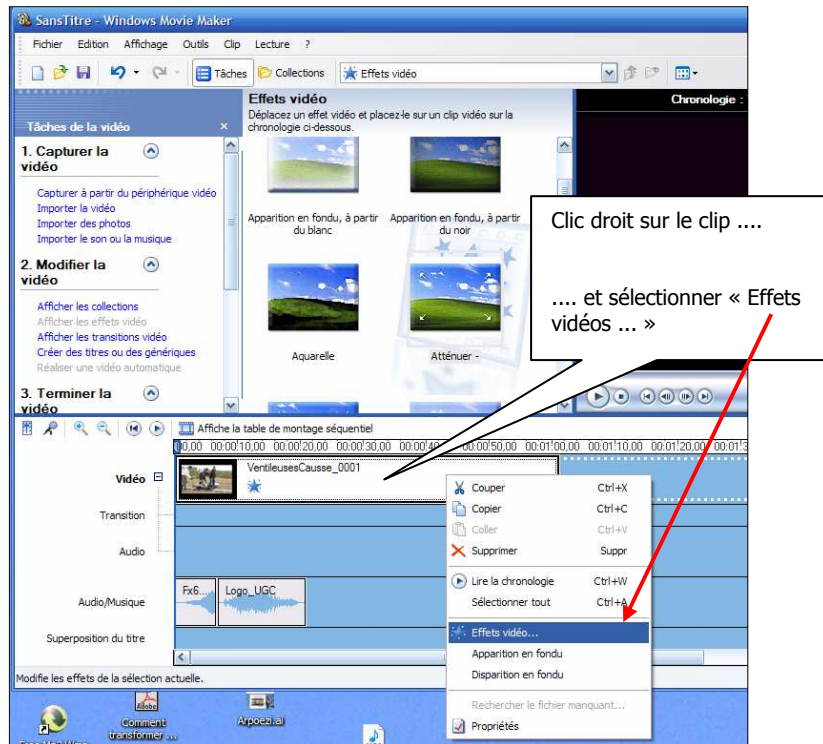 SansTitre - Windows Movie Maker
Fichier Edition Affichage Outils Clip Lecture ?
Tâches Collections Effets vidéo
Tâches de la vidéo ×
1. Capturer la
vidéo
Capturer à partir du périphérique vidéo
Importer la vidéo
Importer des photos
Importer le son ou la musique
2. Modifier la
vidéo
Afficher les collections
Afficher les effets vidéo
Afficher les transitions vidéo
Créer des titres ou des génériques
Réaliser une vidéo automatique
3. Terminer la
vidéo
Effets vidéo
Déplacez un effet vidéo et placez-le sur un clip vidéo sur la
chronologie ci-dessous.
Apparition en fondu, à partir
du blanc
Apparition en fondu, à partir
du noir
Aquarelle
Atténuer -
Chronologie :
Clic droit sur le clip ....
.... et sélectionner « Effets
vidéos ... »
Affiche la table de montage séquentiel
00,00 00:00:10,00 00:00:20,00 00:00:30,00 00:00:40 00:00:50,00 00:01:00,00 00:01:10,00 00:01:20,00 00:01:3
Vidéo
VentileusesCausse_0001
Transition
Audio
Audio/Musique
Fx6... Logo_UGC
Superposition du titre
Couper Ctrl+X
Copier Ctrl+C
Coller Ctrl+V
Supprimer Suppr
Lire la chronologie Ctrl+W
Sélectionner tout Ctrl+A
Effets vidéo...
Apparition en fondu
Disparition en fondu
Rechercher le fichier manquant...
Propriétés
Modifie les effets de la sélection actuelle.
Adobe
Comment
transformer ...
Arpoezi.ai